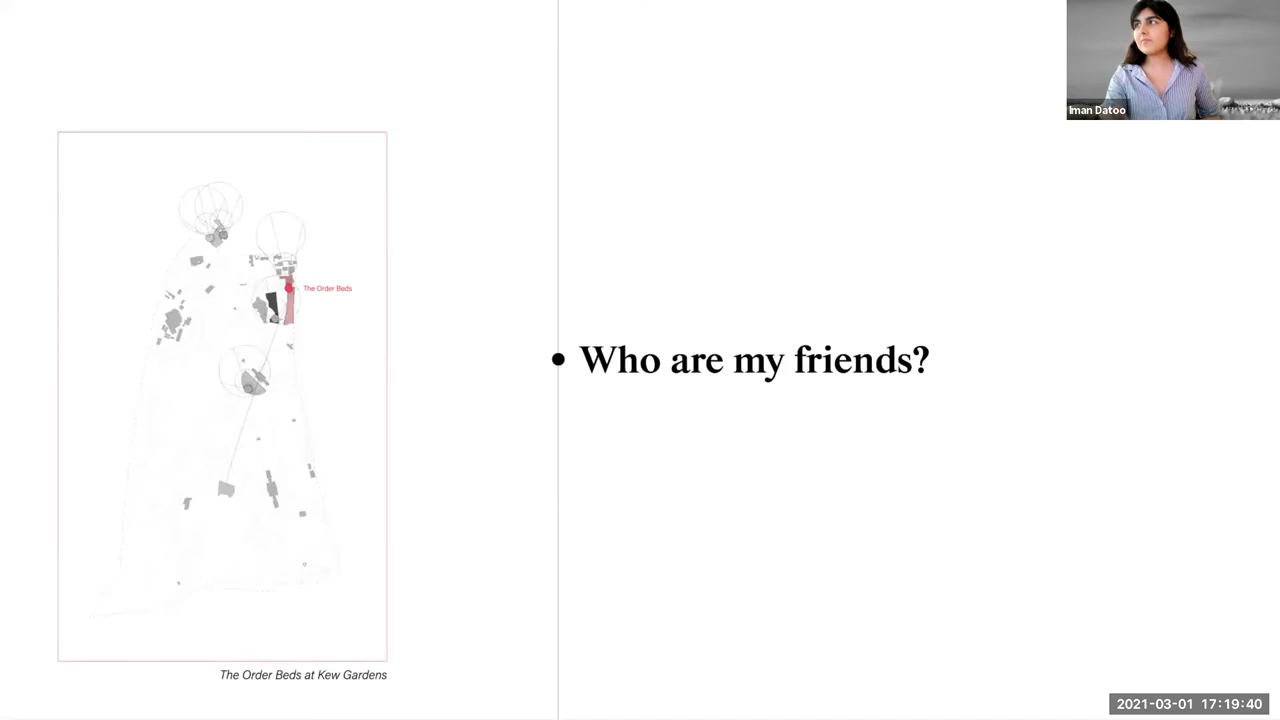 Iman Datoo
The Order Beds
• Who are my friends?
The Order Beds at Kew Gardens
2021-03-01 17:19:40